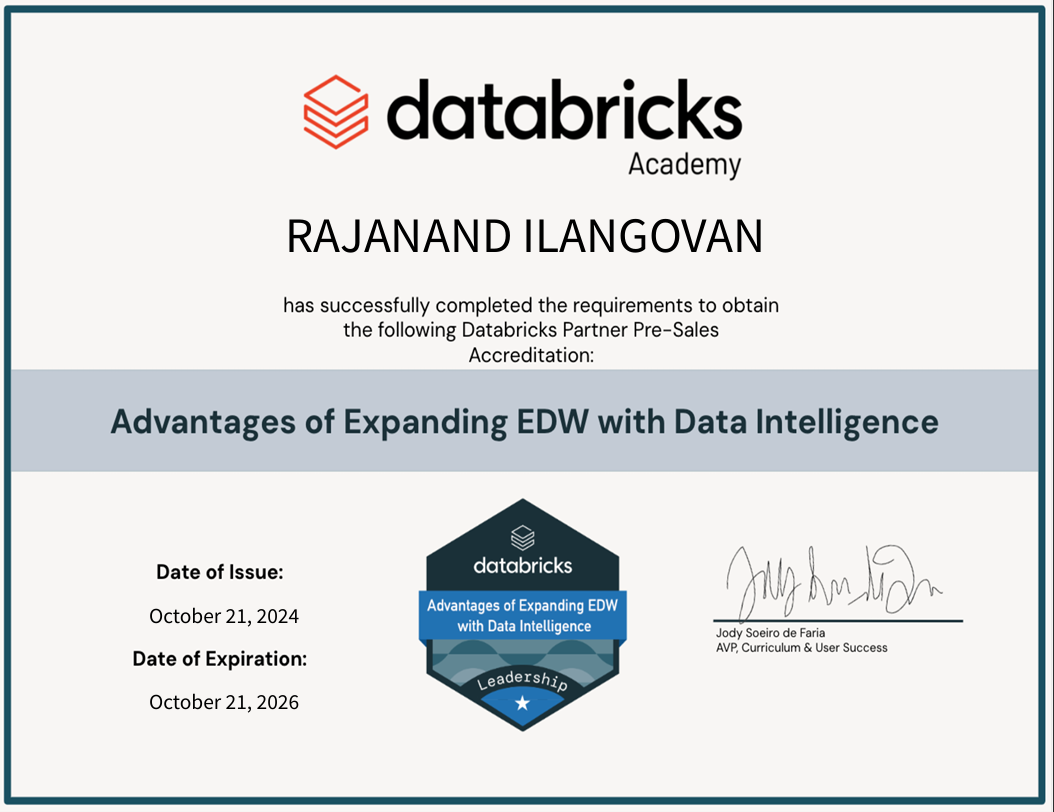 databricks
Academy
RAJANAND ILANGOVAN
has successfully completed the requirements to obtain
the following Databricks Partner Pre-Sales
Accreditation:
Advantages of Expanding EDW with Data Intelligence
Date of Issue:
October 21, 2024
Date of Expiration:
October 21, 2026
databricks
Advantages of Expanding EDW
with Data Intelligence
Leadership
Jody Soeiro de Faria
AVP, Curriculum & User Success